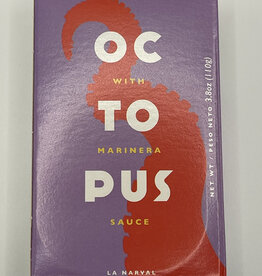 OC
WITH
TO
MARINERA
PUS
SAUCE
LA NARVAL
NET WT / PESO NETO 3.8oz (110g)